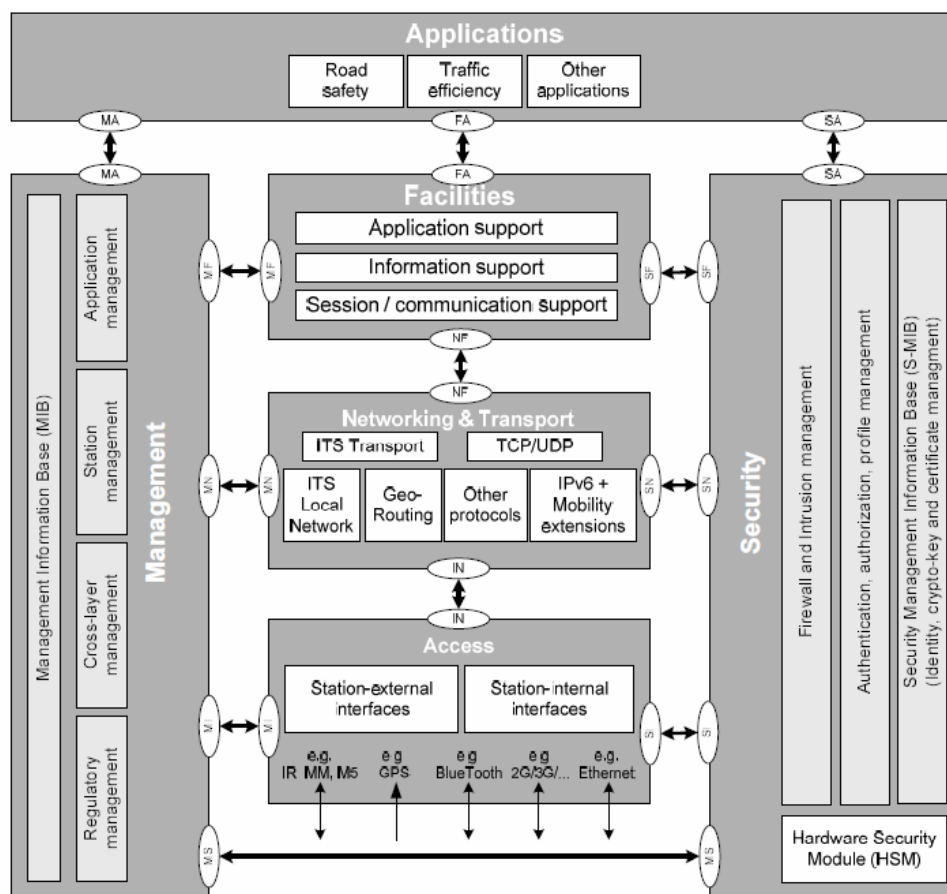 Applications
Road
safety
Traffic
efficiency
Other
applications
MA
FA
SA
MA
FA
SA
Management Information Base (MIB)
Application
management
Station
management
Cross-layer
management
Regulatory
management
Management
MF
MF
MN
MN
MI
MI
MS
Facilities
Application support
Information support
Session / communication support
NF
NF
Networking & Transport
ITS Transport
TCP/UDP
ITS
Local
Network
Geo-
Routing
Other
protocols
IPv6 +
Mobility
extensions
IN
IN
Access
Station-external
interfaces
Station-internal
interfaces
e.g.
IR MM, M5
e.g
GPS
e.g
BlueTooth
e.g
2G/3G/...
e.g.
Ethernet
SF
SF
SN
SN
SI
SI
MS
Security
Firewall and Intrusion management
Authentication, authorization, profile management
Security Management Information Base (S-MIB)
(Identity, crypto-key and certificate managment)
Hardware Security
Module (HSM)